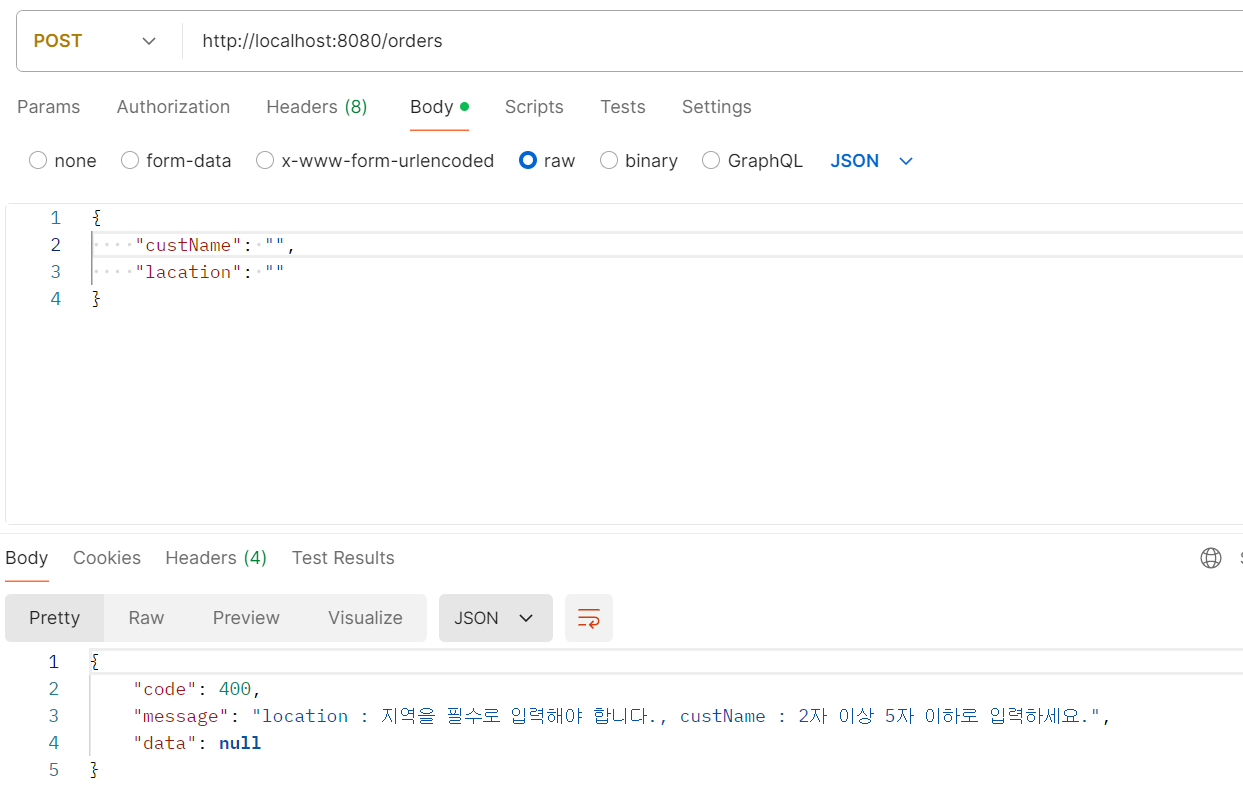 POST http://localhost:8080/orders
Params Authorization Headers (8) Body Scripts Tests Settings
none form-data x-www-form-urlencoded raw binary GraphQL JSON
1 {
2 "custName": "",
3 "lacation": ""
4 }
Body Cookies Headers (4) Test Results
Pretty Raw Preview Visualize JSON
1 {
2 "code": 400,
3 "message": "location : 지역을 필수로 입력해야 합니다., custName : 2자 이상 5자 이하로 입력하세요.",
4 "data": null
5 }